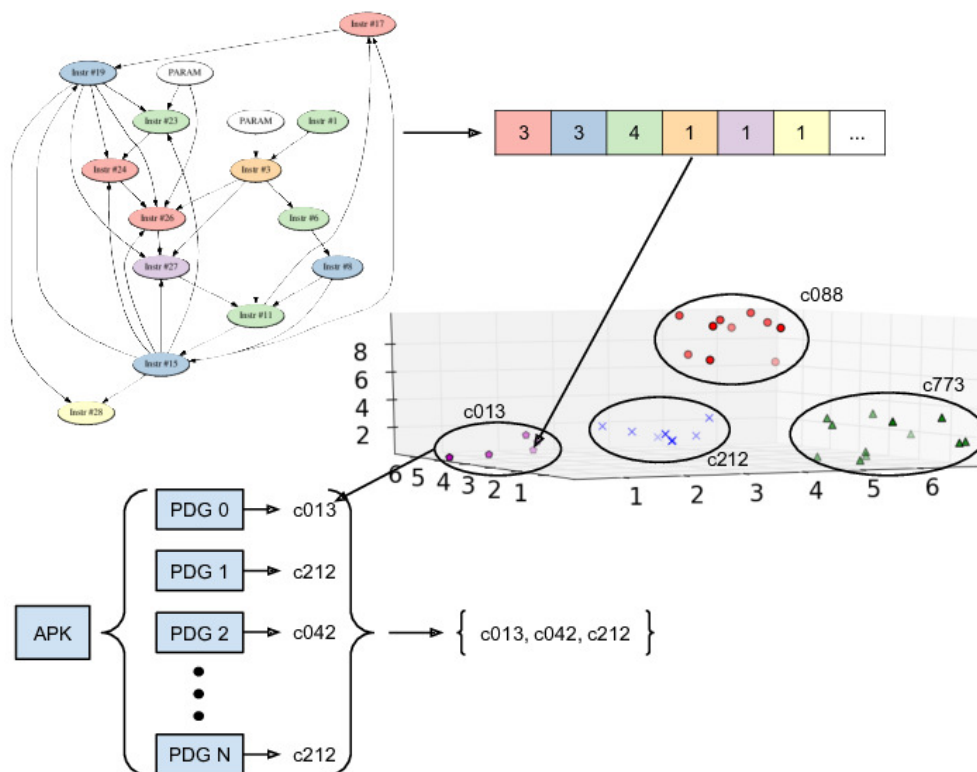 Instr #17
Instr #19
PARAM
Instr #23
PARAM
Instr #1
Instr #24
Instr #3
Instr #26
Instr #6
Instr #27
Instr #8
Instr #11
Instr #15
Instr #28
3 3 4 1 1 1 ...
c088
c773
c013
c212
8
6
4
2
6 5 4 3 2 1
1 2 3 4 5 6
APK
PDG 0 c013
PDG 1 c212
PDG 2 c042
PDG N c212
{ c013, c042, c212 }